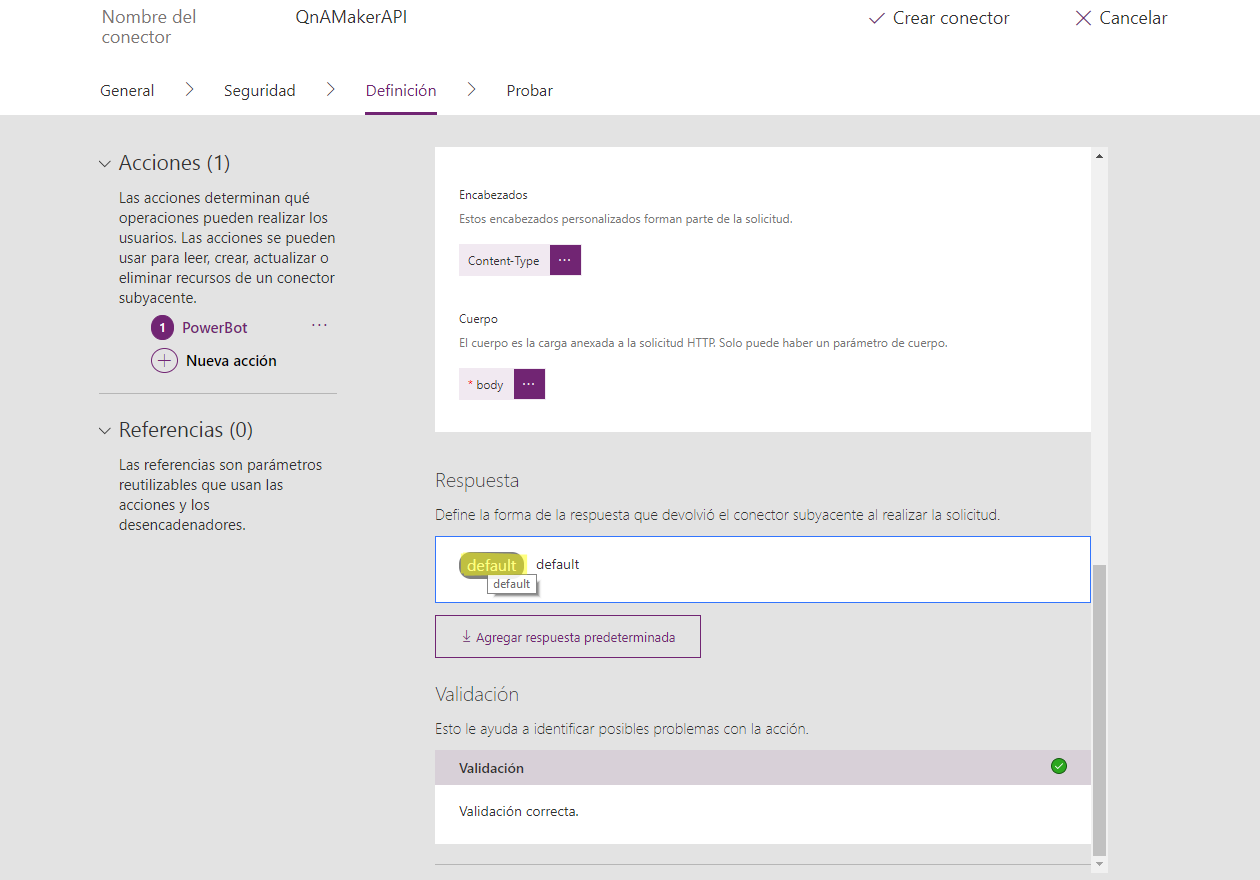 Nombre del
conector
QnAMakerAPI
Crear conector
Cancelar
General
Seguridad
Definición
Probar
Acciones (1)
Las acciones determinan qué
operaciones pueden realizar los
usuarios. Las acciones se pueden
usar para leer, crear, actualizar o
eliminar recursos de un conector
subyacente.
1 PowerBot ...
Nueva acción
Referencias (0)
Las referencias son parámetros
reutilizables que usan las
acciones y los
desencadenadores.
Encabezados
Estos encabezados personalizados forman parte de la solicitud.
Content-Type ...
Cuerpo
El cuerpo es la carga anexada a la solicitud HTTP. Solo puede haber un parámetro de cuerpo.
* body ...
Respuesta
Define la forma de la respuesta que devolvió el conector subyacente al realizar la solicitud.
default default
default
Agregar respuesta predeterminada
Validación
Esto le ayuda a identificar posibles problemas con la acción.
Validación
Validación correcta.